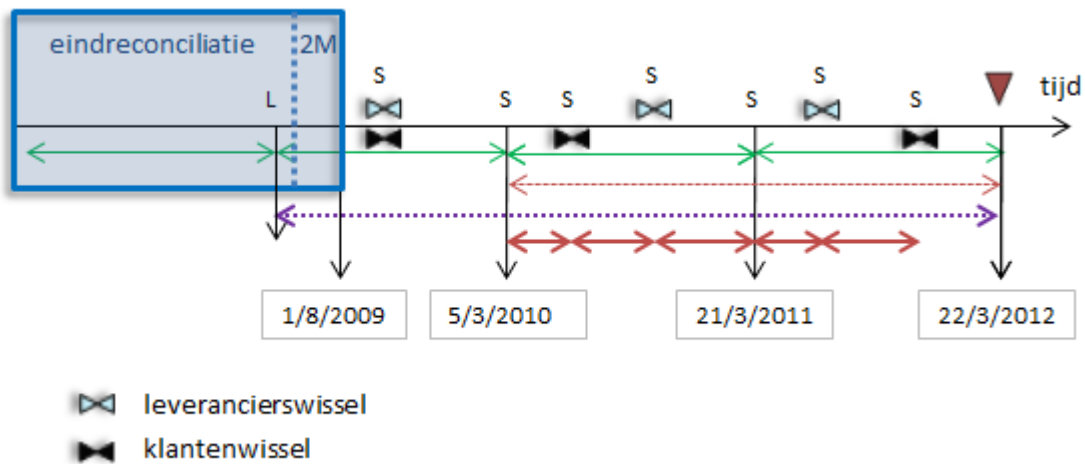 eindreconciliatie 2M
S S
L S S S S tijd
1/8/2009 5/3/2010 21/3/2011 22/3/2012
S
leverancierswissel
klantenwissel